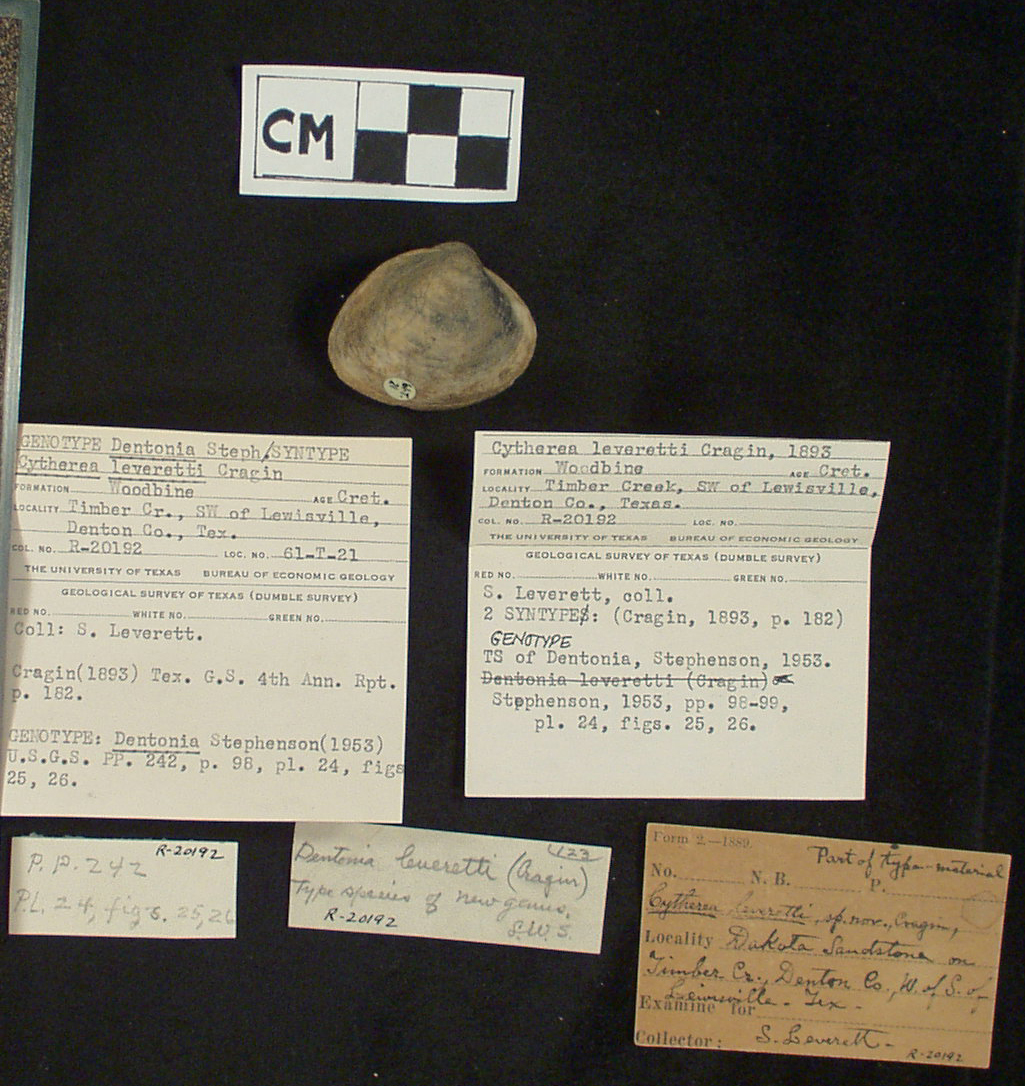 CM
GENOTYPE Dentonia Steph/SYNTYPE
Cytherea leveretti Cragin
FORMATION Woodbine AGE Cret.
LOCALITY Timber Cr., SW of Lewisville,
Denton Co., Tex.
COL. NO. R-20192 LOC. NO. 61-T-21
THE UNIVERSITY OF TEXAS BUREAU OF ECONOMIC GEOLOGY
GEOLOGICAL SURVEY OF TEXAS (DUMBLE SURVEY)
RED NO. WHITE NO. GREEN NO.
Coll: S. Leverett.
Cragin(1893) Tex. G.S. 4th Ann. Rpt.
p. 182.
GENOTYPE: Dentonia Stephenson(1953)
U.S.G.S. PP. 242, p. 98, pl. 24, figs
25, 26.
Cytherea leveretti Cragin, 1893
FORMATION Woodbine AGE Cret.
LOCALITY Timber Creek, SW of Lewisville,
Denton Co., Texas.
COL. NO. R-20192 LOC. NO.
THE UNIVERSITY OF TEXAS BUREAU OF ECONOMIC GEOLOGY
GEOLOGICAL SURVEY OF TEXAS (DUMBLE SURVEY)
RED NO. WHITE NO. GREEN NO.
S. Leverett, coll.
2 SYNTYPES: (Cragin, 1893, p. 182)
GENOTYPE
TS of Dentonia, Stephenson, 1953.
Dentonia leveretti (Cragin)
Stephenson, 1953, pp. 98-99,
pl. 24, figs. 25, 26.
R-20192
P.P. 242
PL. 24, figs. 25, 26
423
Dentonia leveretti (Cragin)
Type species of new genus.
R-20192 L.W.S.
Form 2.—1889.
Part of type-material
No. N. B. P.
Cytherea leveretti, sp. nov., Cragin,
Locality Dakota Sandstone on
Timber Cr., Denton Co., W. of S. of
Lewisville - Tex -
Examine for
Collector: S. Leverett -
R-20192